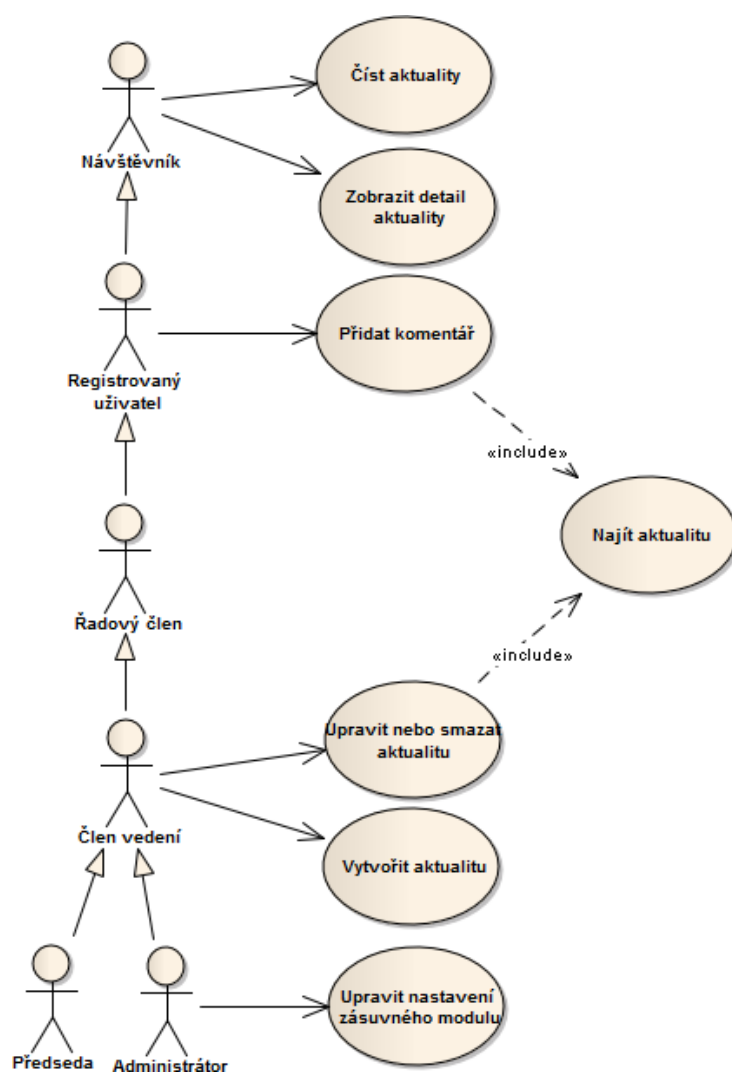 Číst aktuality
Návštěvník
Zobrazit detail
aktuality
Přidat komentář
Registrovaný
uživatel
«include»
Najít aktualitu
Řadový člen
«include»
Upravit nebo smazat
aktualitu
Člen vedení
Vytvořit aktualitu
Upravit nastavení
zásuvného modulu
Předseda
Administrátor